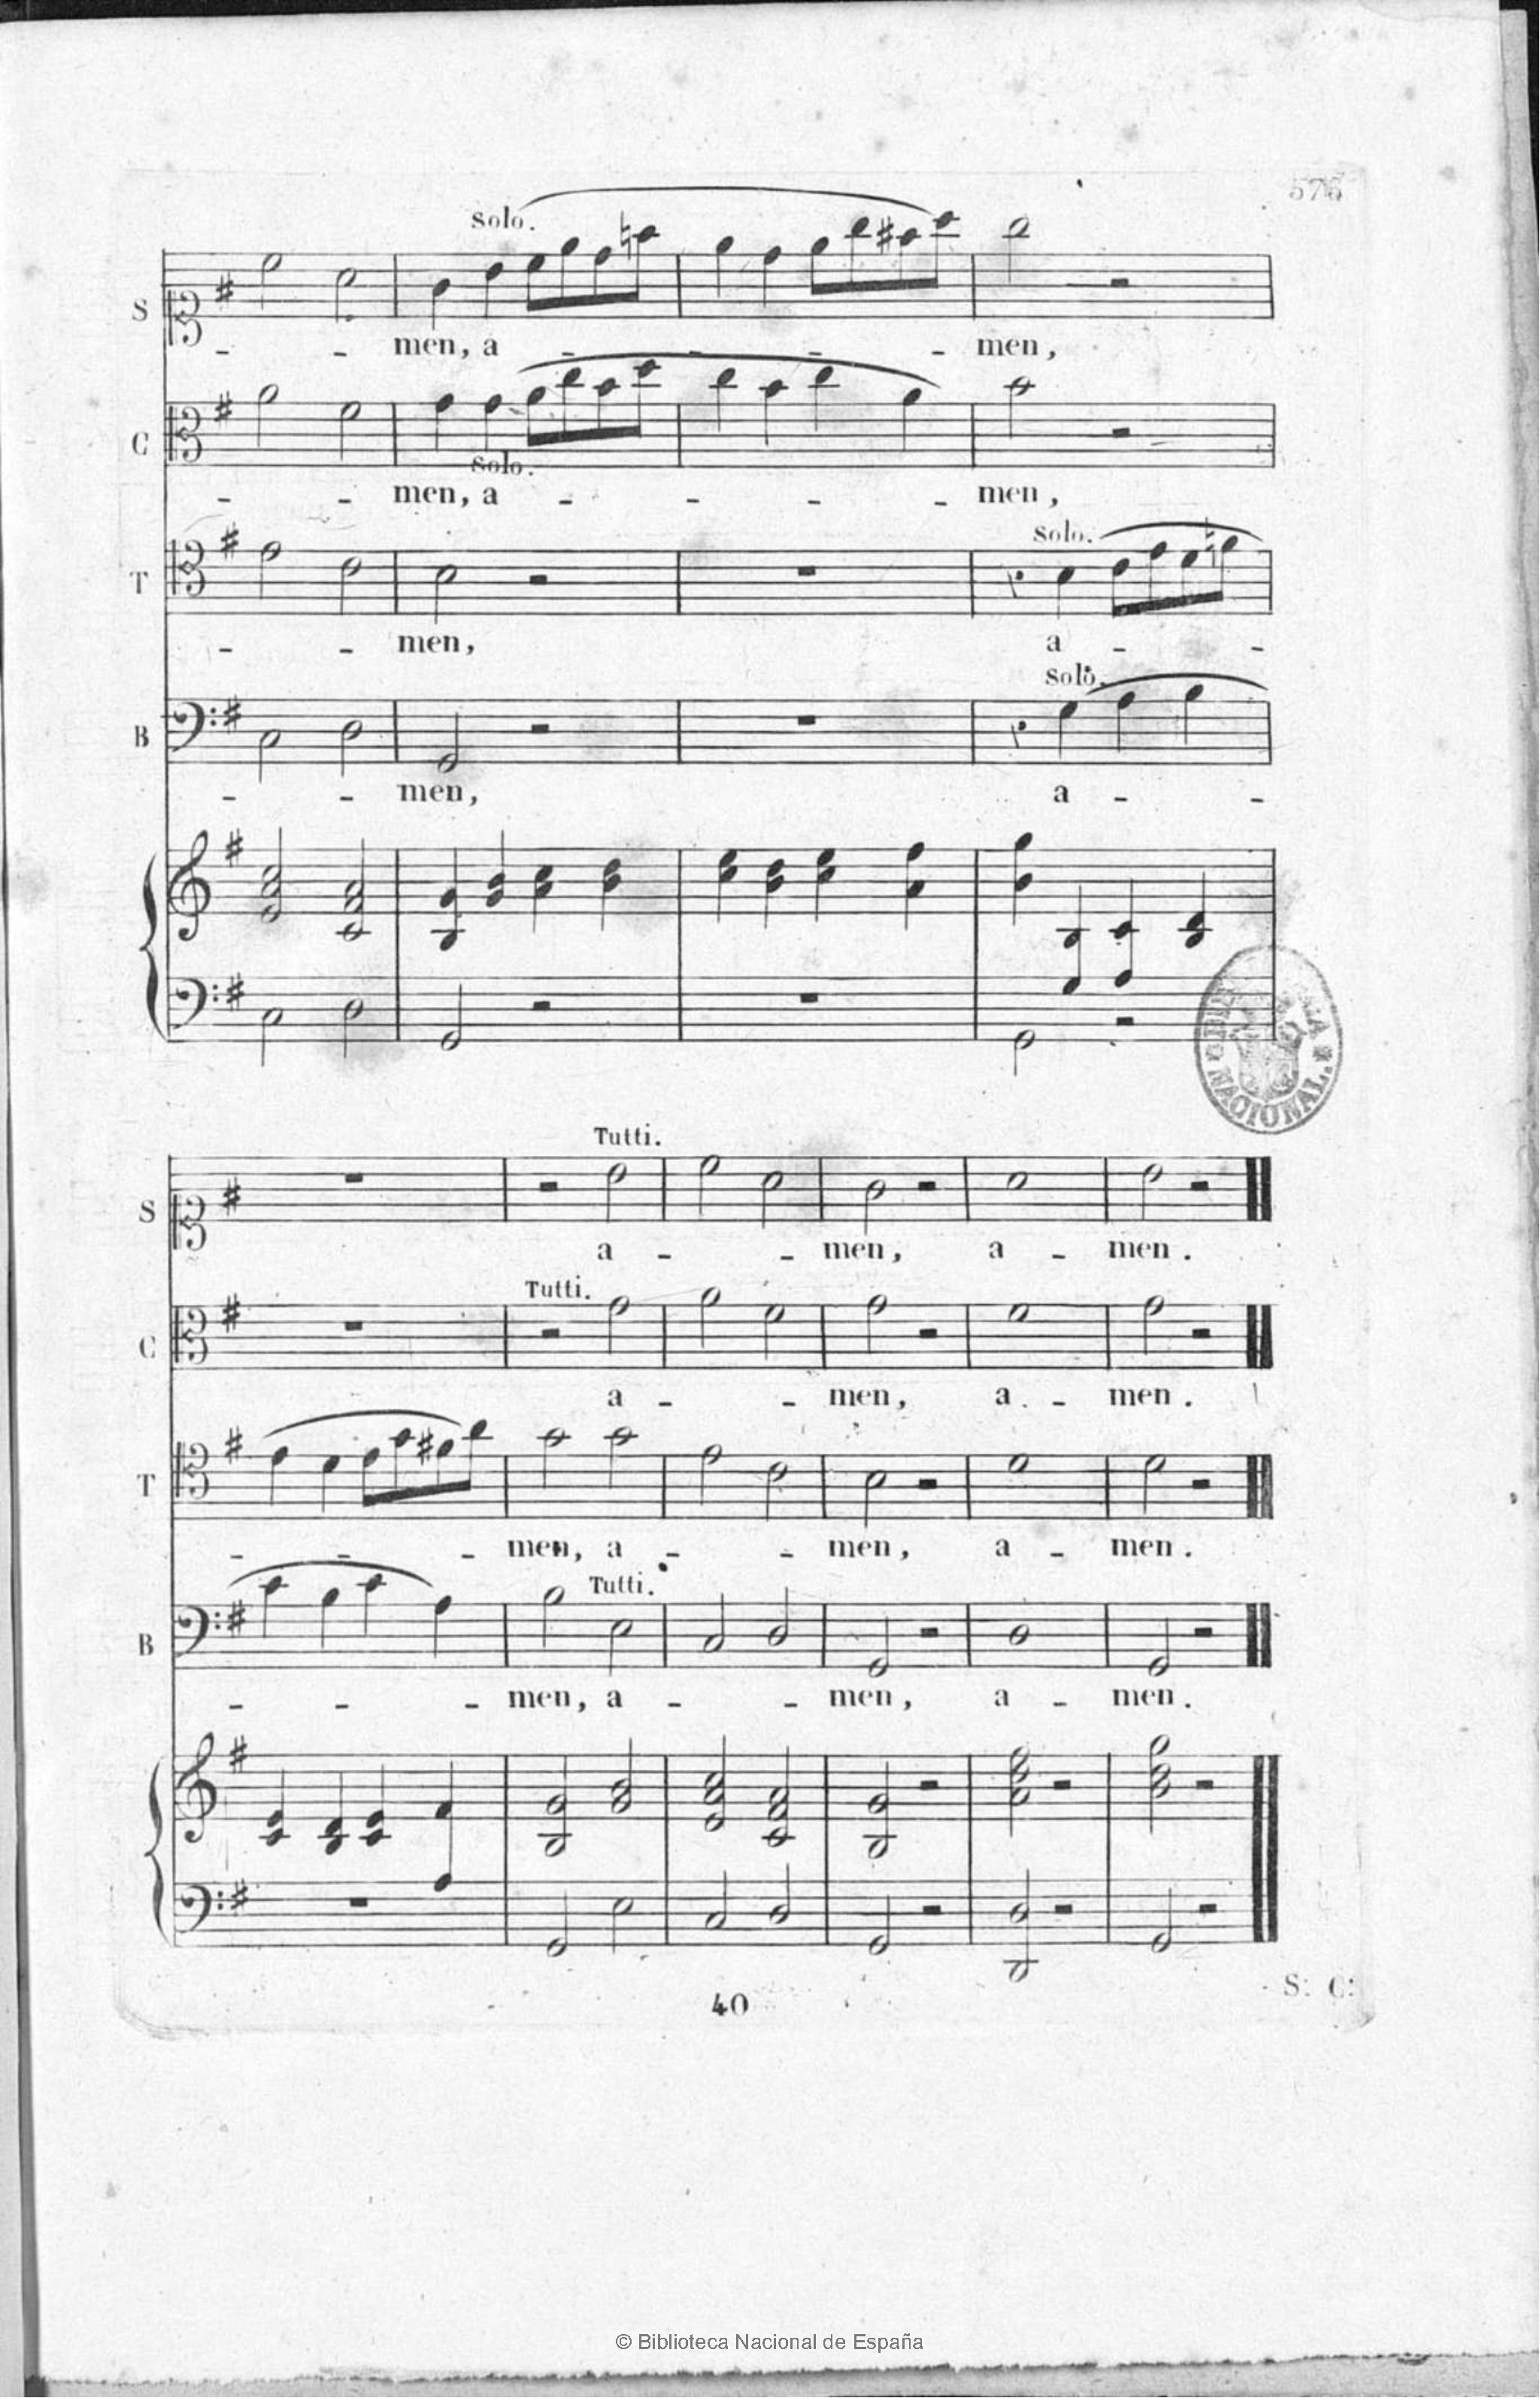 575
Solo.
S
- - men, a - - - - men,
C
Solo.
- - men, a - - - - men,
Solo.
T
- - men, a - -
Solo.
B
- - men, a - -
NACIONAL.
Tutti.
S
a - - men, a - men.
Tutti.
C
a - - men, a. - men.
T
- - - men, a - - men, a - men.
Tutti.
B
- - - men, a - - men, a - men.
40
S: C:
© Biblioteca Nacional de España